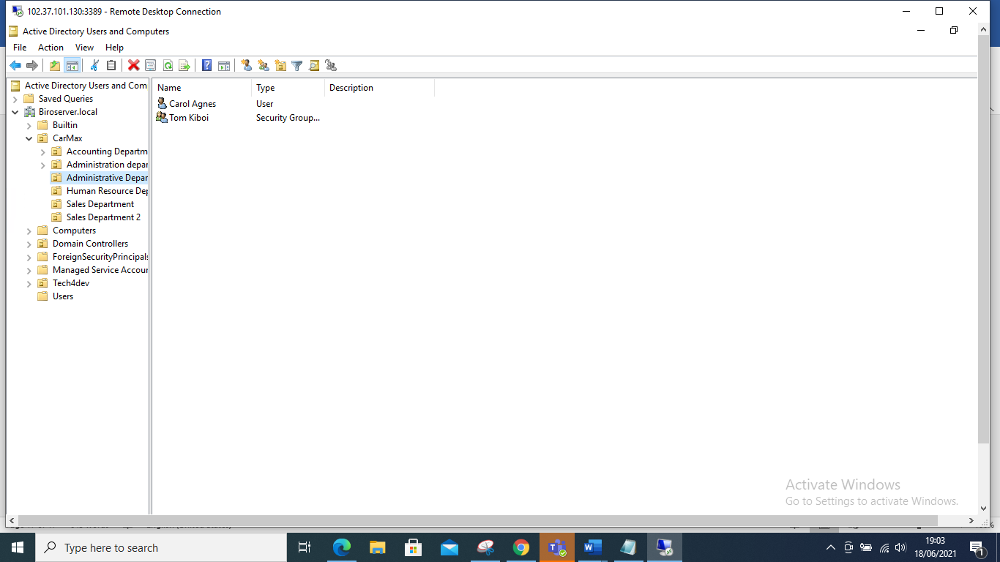 102.37.101.130:3389 - Remote Desktop Connection
Active Directory Users and Computers
File Action View Help
Active Directory Users and Com
Saved Queries
Biroserver.local
Builtin
CarMax
Accounting Departm
Administration depar
Administrative Depar
Human Resource Dep
Sales Department
Sales Department 2
Computers
Domain Controllers
ForeignSecurityPrincipals
Managed Service Accour
Tech4dev
Users
Name Type Description
Carol Agnes User
Tom Kiboi Security Group...
Activate Windows
Go to Settings to activate Windows.
Type here to search
19:03
18/06/2021
1